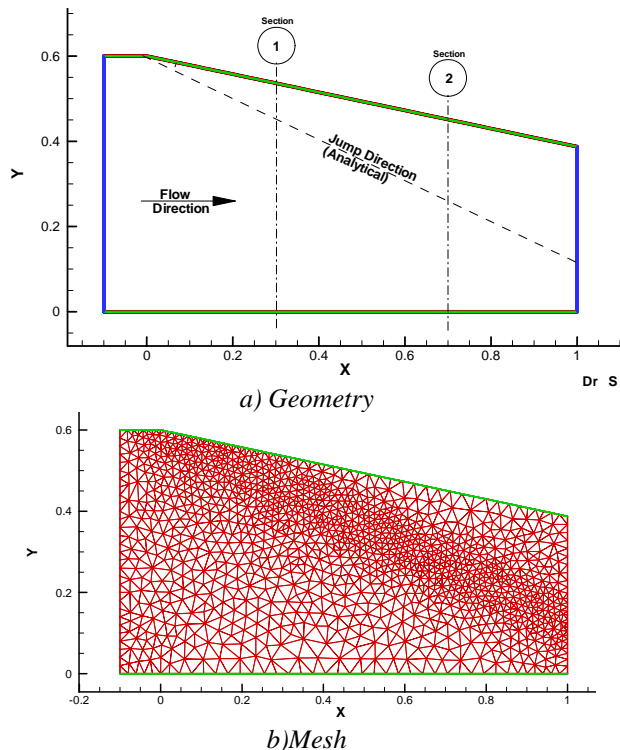 Section
1
Section
2
0.6
0.4
0.2
0
Y
Jump Direction
(Analytical)
Flow
Direction
0
0.2
0.4
0.6
0.8
1
X
Dr S
a) Geometry
0.6
0.4
0.2
0
Y
-0.2
0
0.2
0.4
0.6
0.8
1
X
b)Mesh